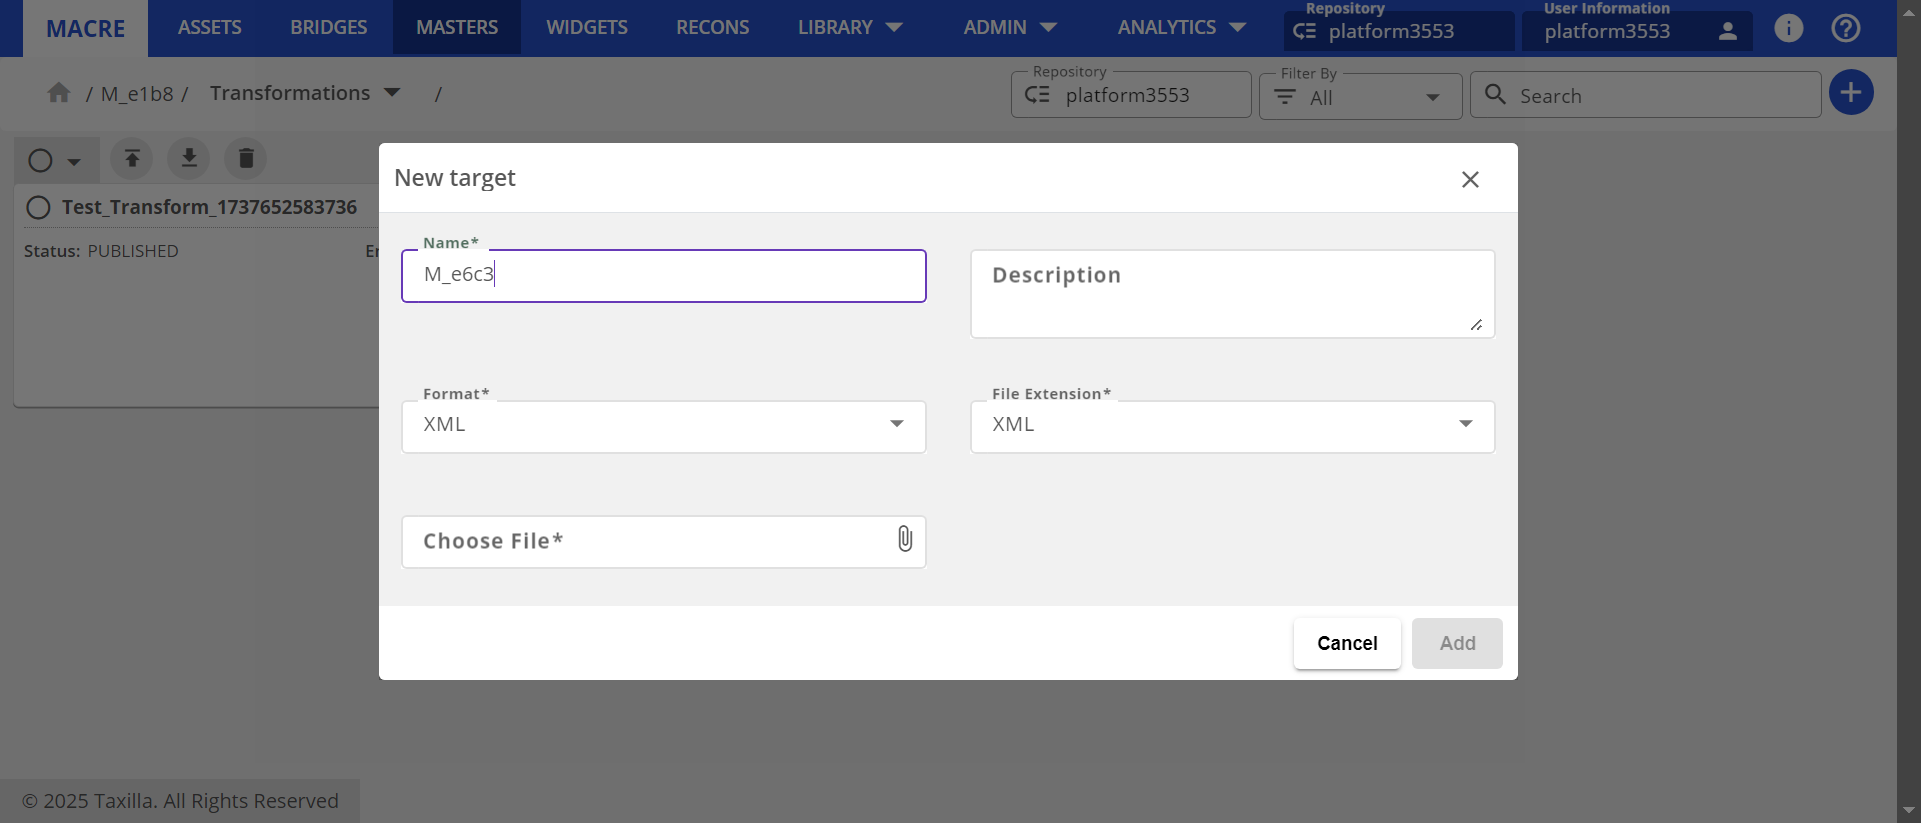 MACRE ASSETS BRIDGES MASTERS WIDGETS RECONS LIBRARY ADMIN ANALYTICS
Repository
platform3553
User Information
platform3553
/ M_e1b8 / Transformations /
Repository
platform3553
Filter By
All
Search
Test_Transform_1737652583736
Status: PUBLISHED
New target
Name*
M_e6c3
Description
Format*
XML
File Extension*
XML
Choose File*
Cancel Add
© 2025 Taxilla. All Rights Reserved